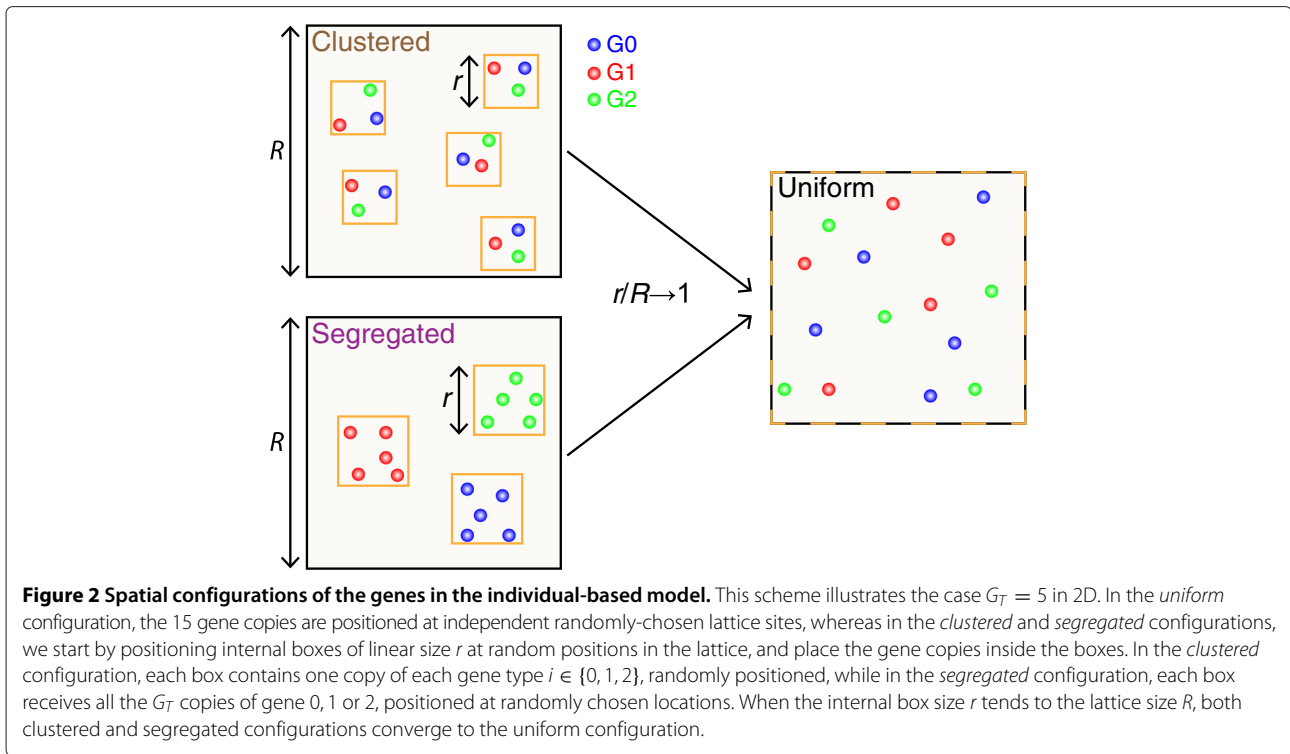 Clustered
G0
G1
G2
r
R
Uniform
r/R→1
Segregated
r
R
Figure 2 Spatial configurations of the genes in the individual-based model. This scheme illustrates the case G_T = 5 in 2D. In the uniform
configuration, the 15 gene copies are positioned at independent randomly-chosen lattice sites, whereas in the clustered and segregated configurations,
we start by positioning internal boxes of linear size r at random positions in the lattice, and place the gene copies inside the boxes. In the clustered
configuration, each box contains one copy of each gene type i ∈ {0, 1, 2}, randomly positioned, while in the segregated configuration, each box
receives all the G_T copies of gene 0, 1 or 2, positioned at randomly chosen locations. When the internal box size r tends to the lattice size R, both
clustered and segregated configurations converge to the uniform configuration.